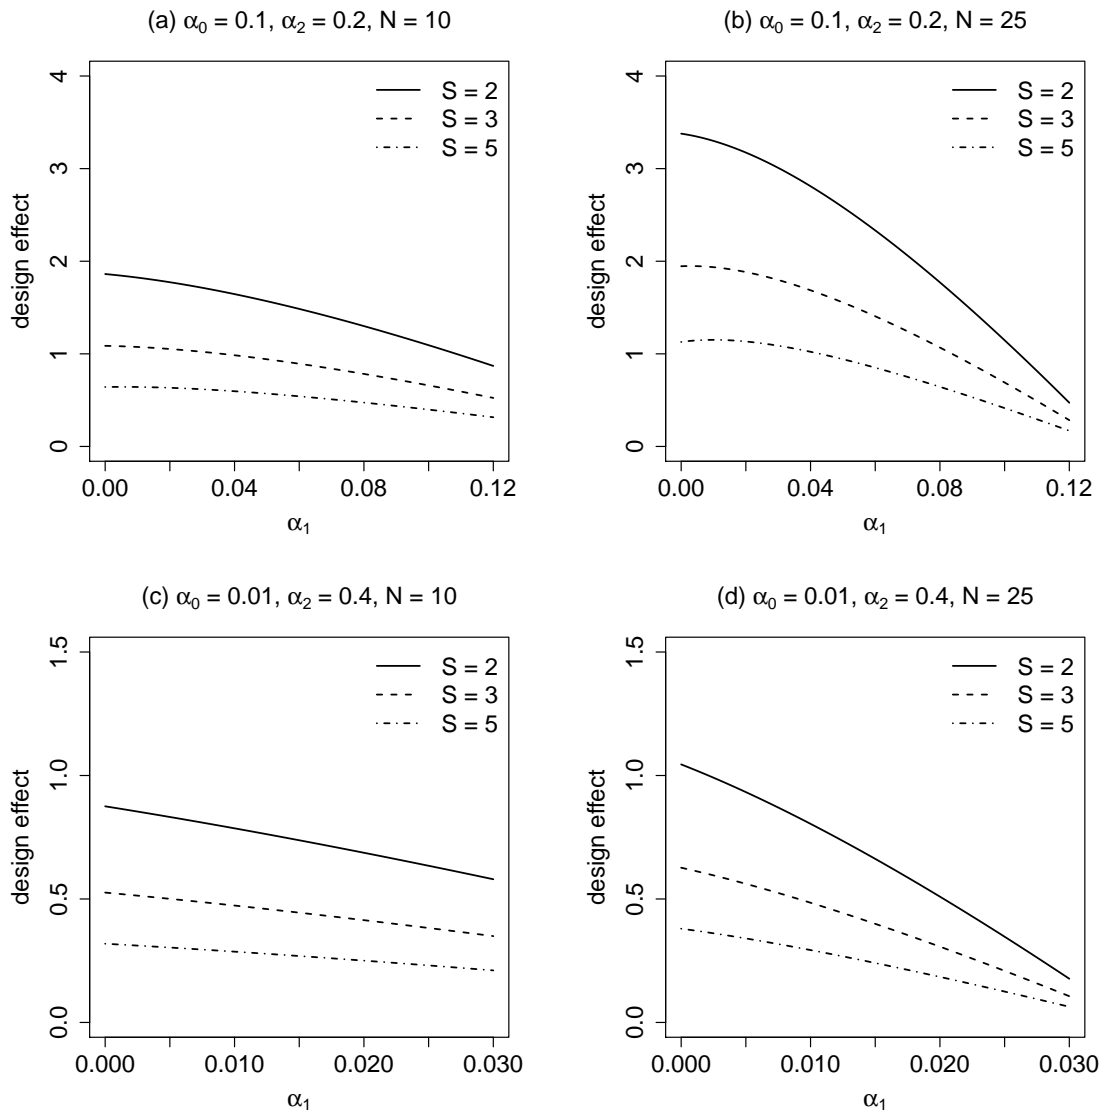 (a) α₀ = 0.1, α₂ = 0.2, N = 10
S = 2
S = 3
S = 5
design effect
0 1 2 3 4
0.00 0.04 0.08 0.12
α₁
(b) α₀ = 0.1, α₂ = 0.2, N = 25
S = 2
S = 3
S = 5
design effect
0 1 2 3 4
0.00 0.04 0.08 0.12
α₁
(c) α₀ = 0.01, α₂ = 0.4, N = 10
S = 2
S = 3
S = 5
design effect
0.0 0.5 1.0 1.5
0.000 0.010 0.020 0.030
α₁
(d) α₀ = 0.01, α₂ = 0.4, N = 25
S = 2
S = 3
S = 5
design effect
0.0 0.5 1.0 1.5
0.000 0.010 0.020 0.030
α₁